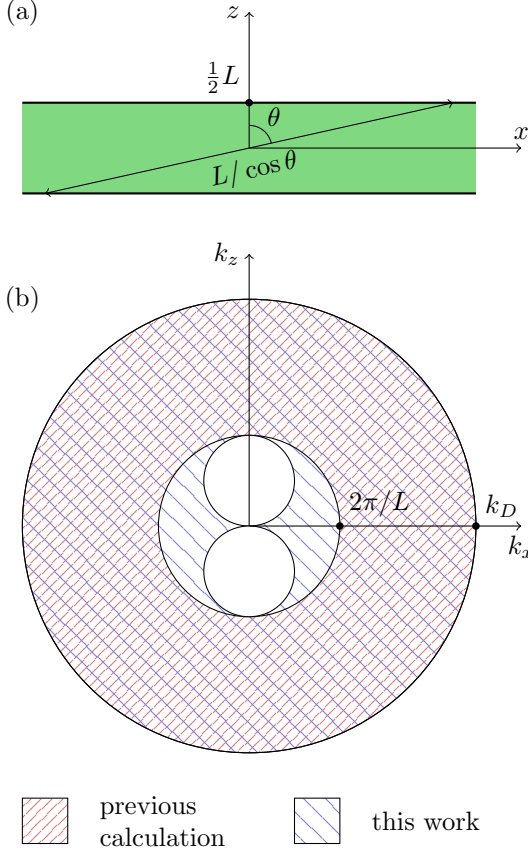 (a)
z
½L
θ
x
L/ cos θ
k_z
(b)
2π/L
k_D
k_x
previous
calculation
this work